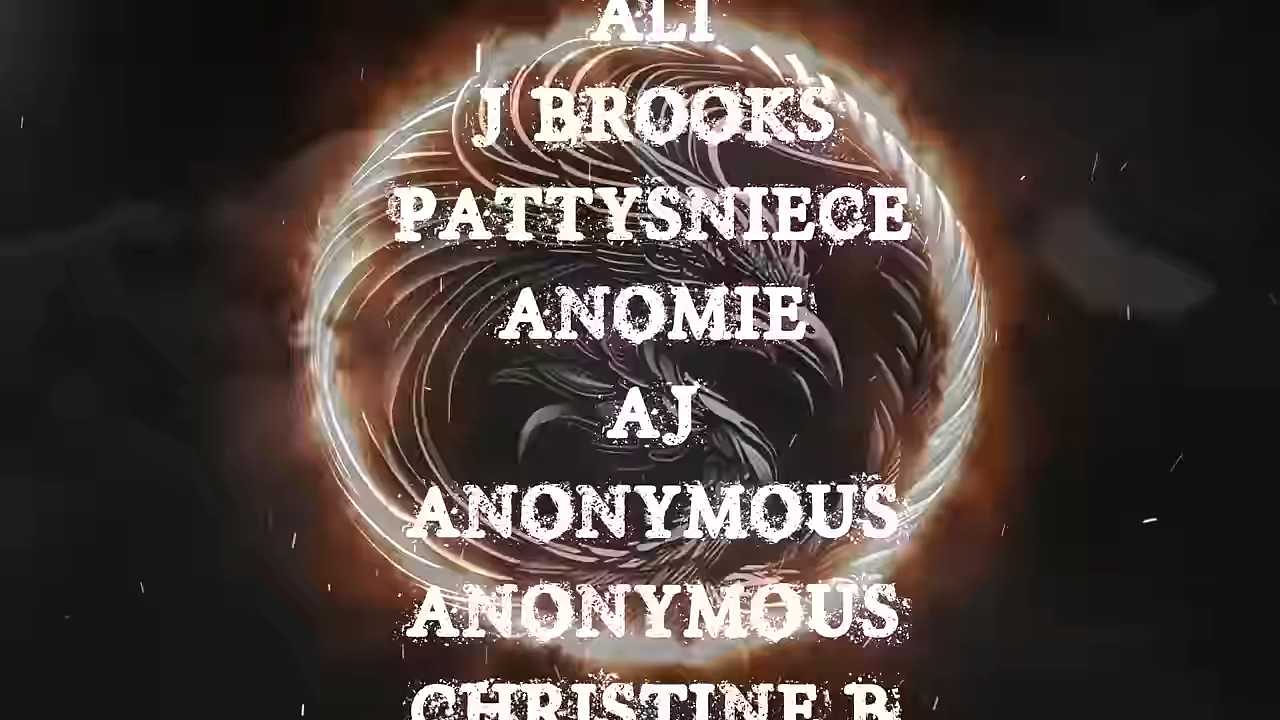 ALI
J BROOKS
PATTYSNIECE
ANOMIE
AJ
ANONYMOUS
ANONYMOUS
CHRISTINE B